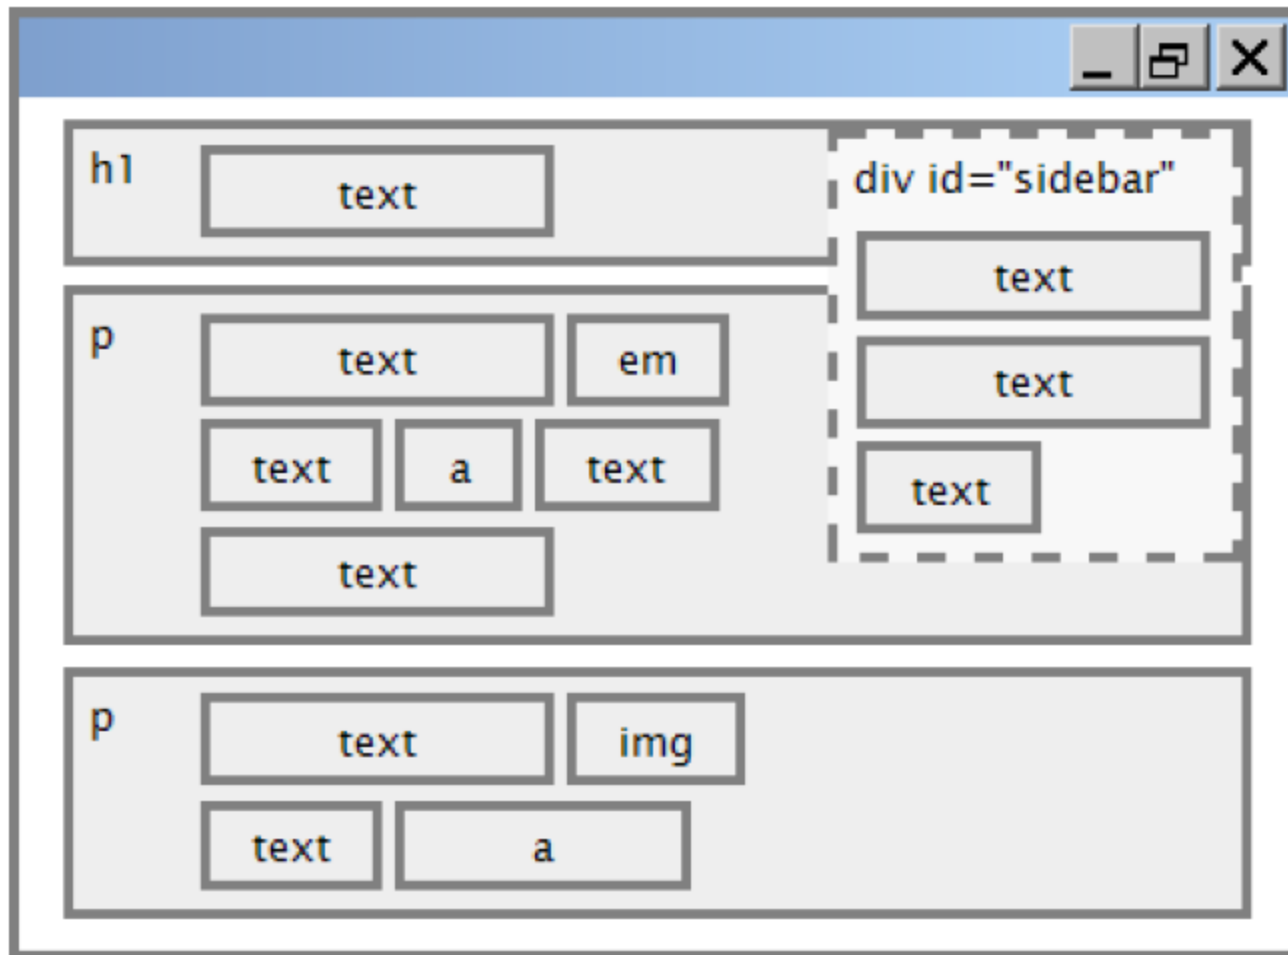 h1 text
div id="sidebar"
text
text
text
p text em
text a text
text
p text img
text a